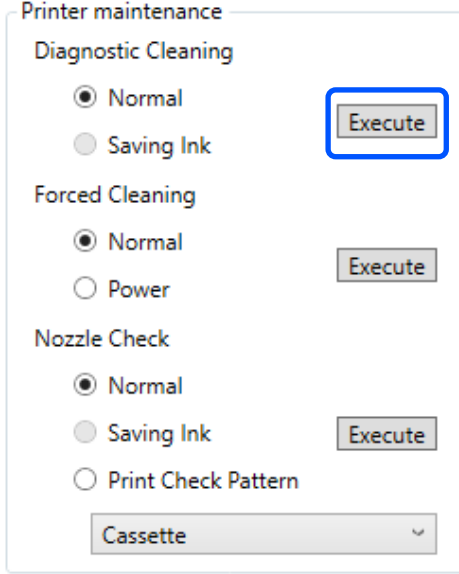 Printer maintenance
Diagnostic Cleaning
Normal
Execute
Saving Ink
Forced Cleaning
Normal
Execute
Power
Nozzle Check
Normal
Saving Ink
Execute
Print Check Pattern
Cassette